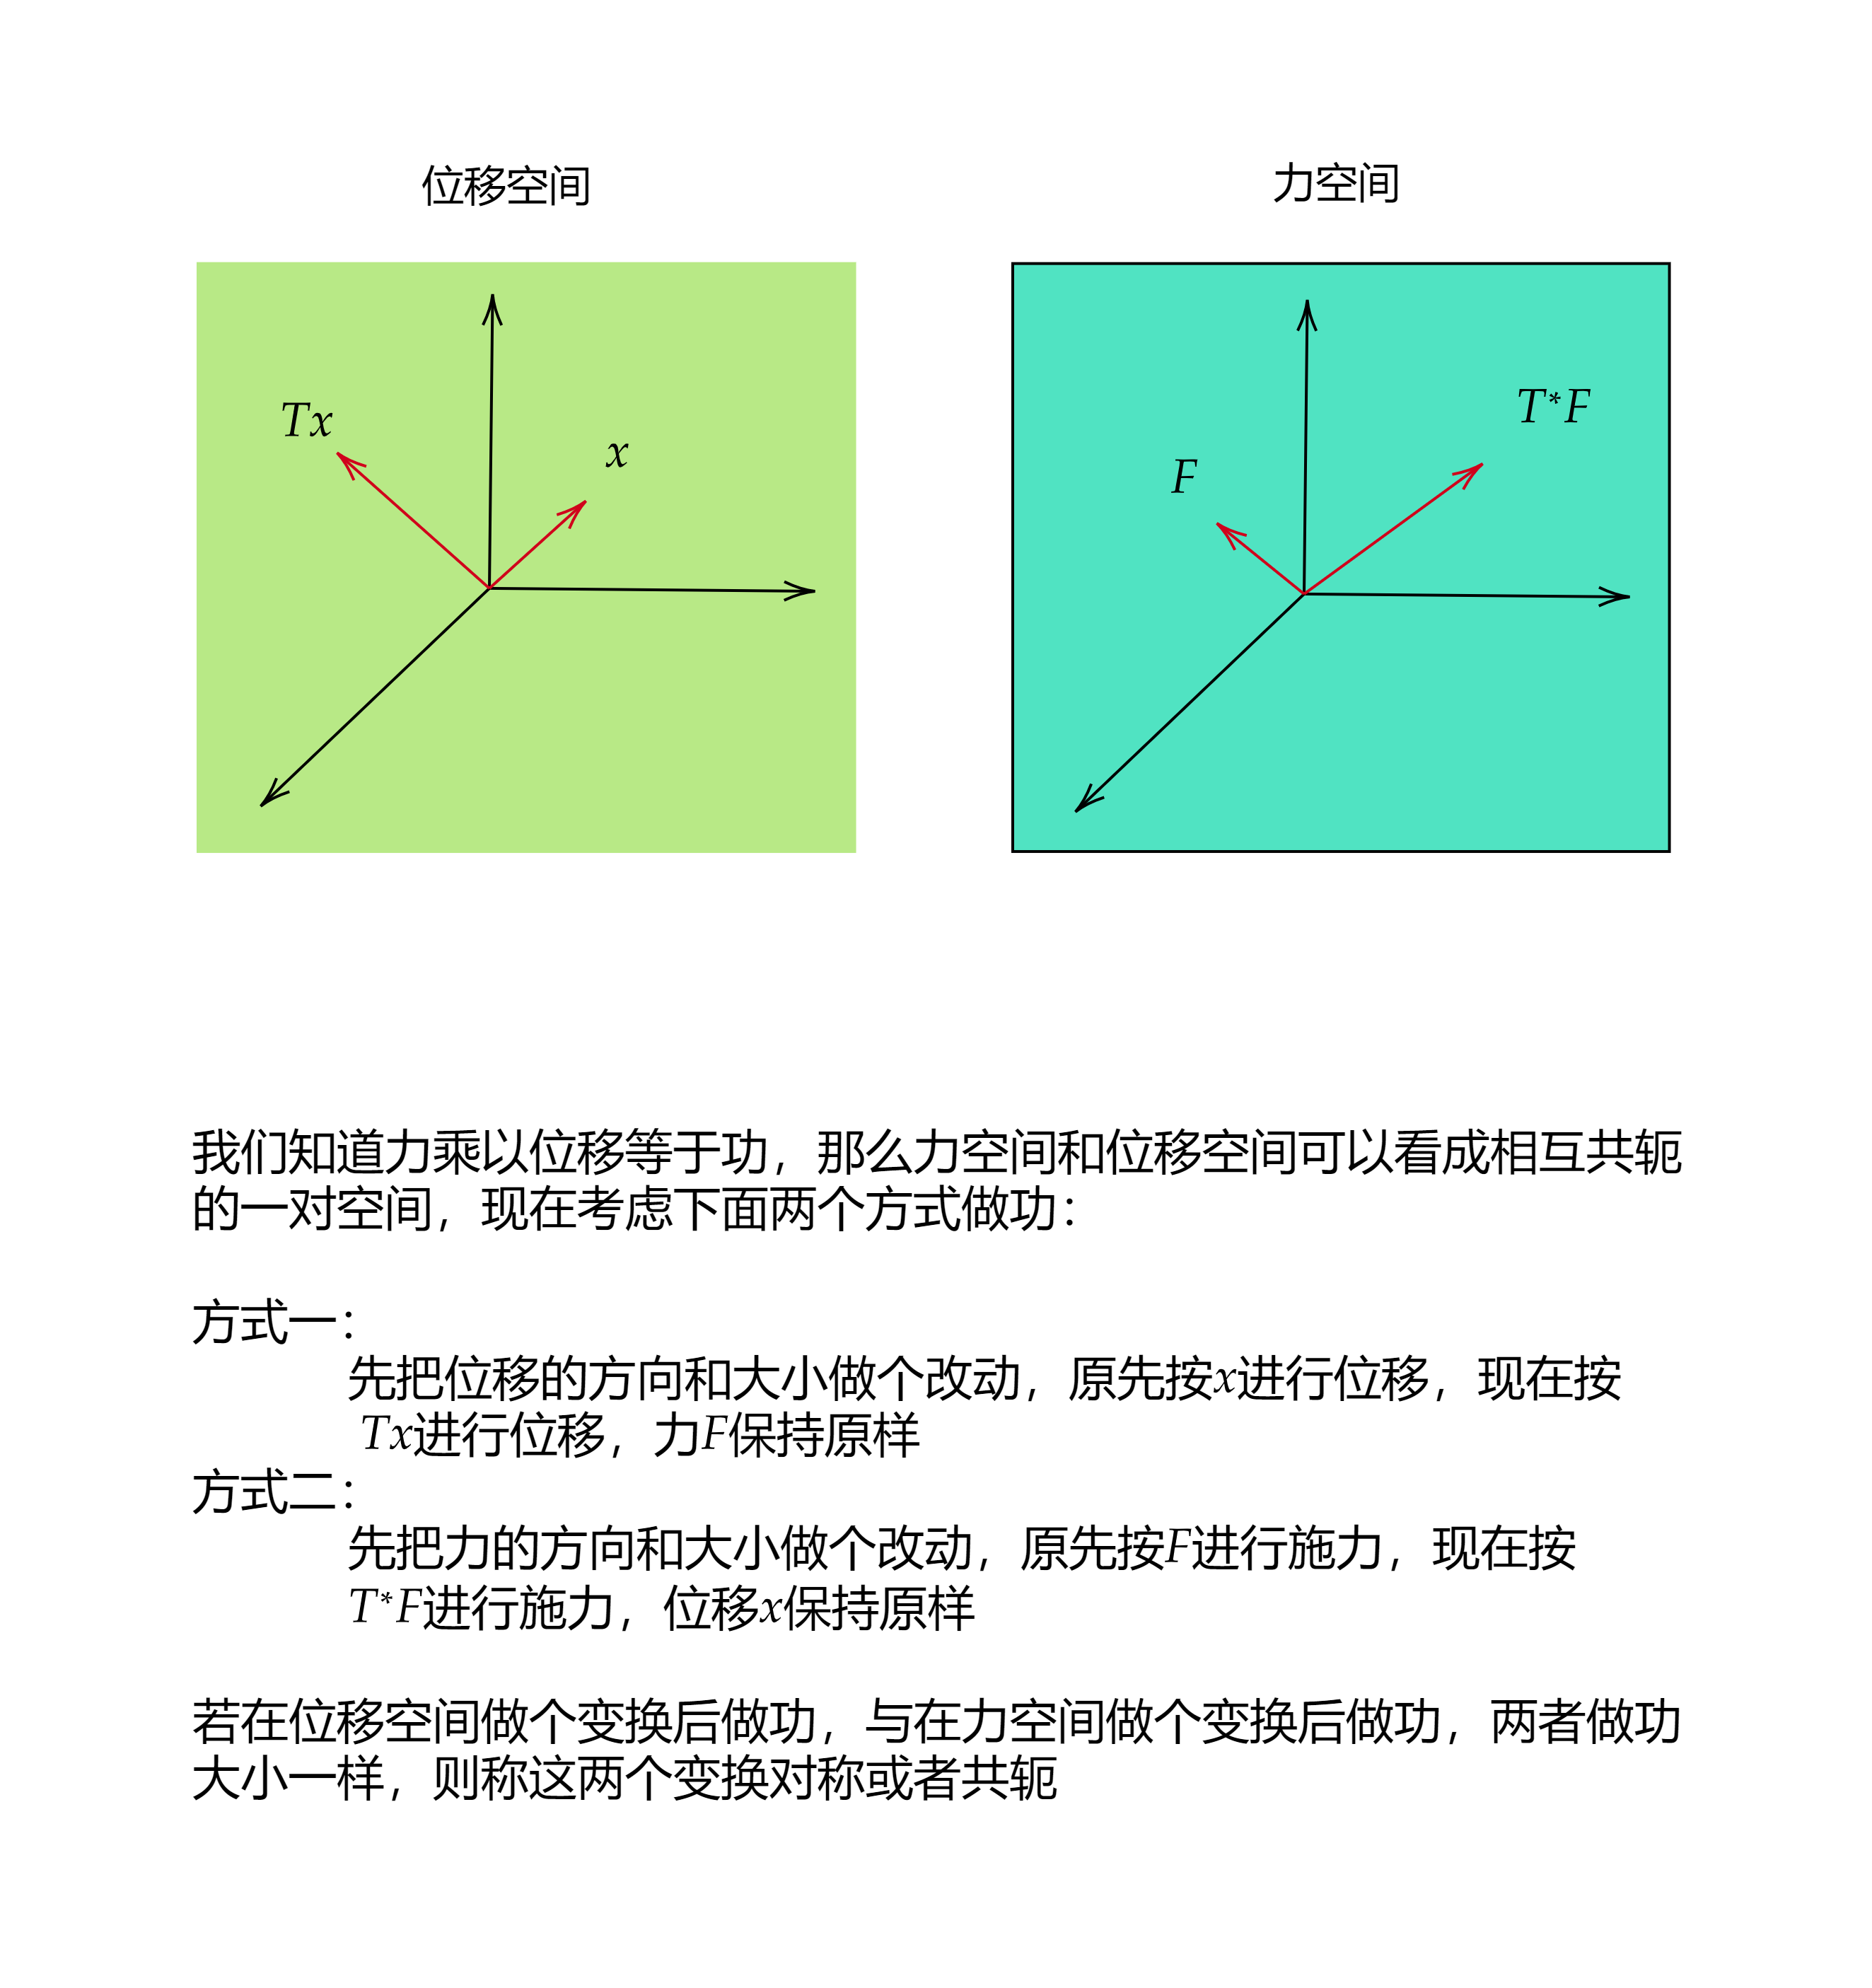 位移空间
力空间
Tx
x
F
T*F
我们知道力乘以位移等于功，那么力空间和位移空间可以看成相互共轭
的一对空间，现在考虑下面两个方式做功：
方式一：
先把位移的方向和大小做个改动，原先按x进行位移，现在按
Tx进行位移，力F保持原样
方式二：
先把力的方向和大小做个改动，原先按F进行施力，现在按
T*F进行施力，位移x保持原样
若在位移空间做个变换后做功，与在力空间做个变换后做功，两者做功
大小一样，则称这两个变换对称或者共轭